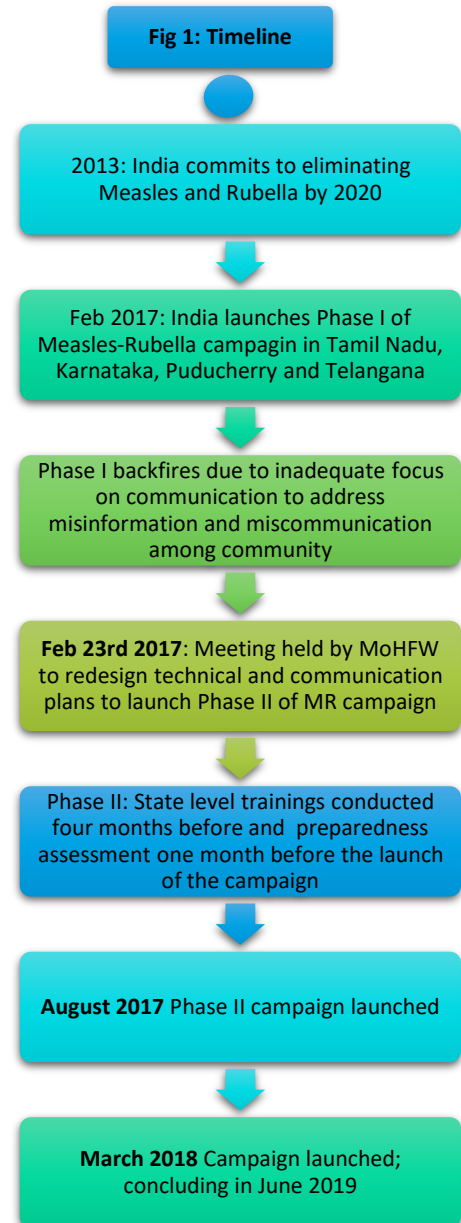 Fig 1: Timeline
2013: India commits to eliminating
Measles and Rubella by 2020
Feb 2017: India launches Phase I of
Measles-Rubella campagin in Tamil Nadu,
Karnataka, Puducherry and Telangana
Phase I backfires due to inadequate focus
on communication to address
misinformation and miscommunication
among community
Feb 23rd 2017: Meeting held by MoHFW
to redesign technical and communication
plans to launch Phase II of MR campaign
Phase II: State level trainings conducted
four months before and preparedness
assessment one month before the launch
of the campaign
August 2017 Phase II campaign launched
March 2018 Campaign launched;
concluding in June 2019